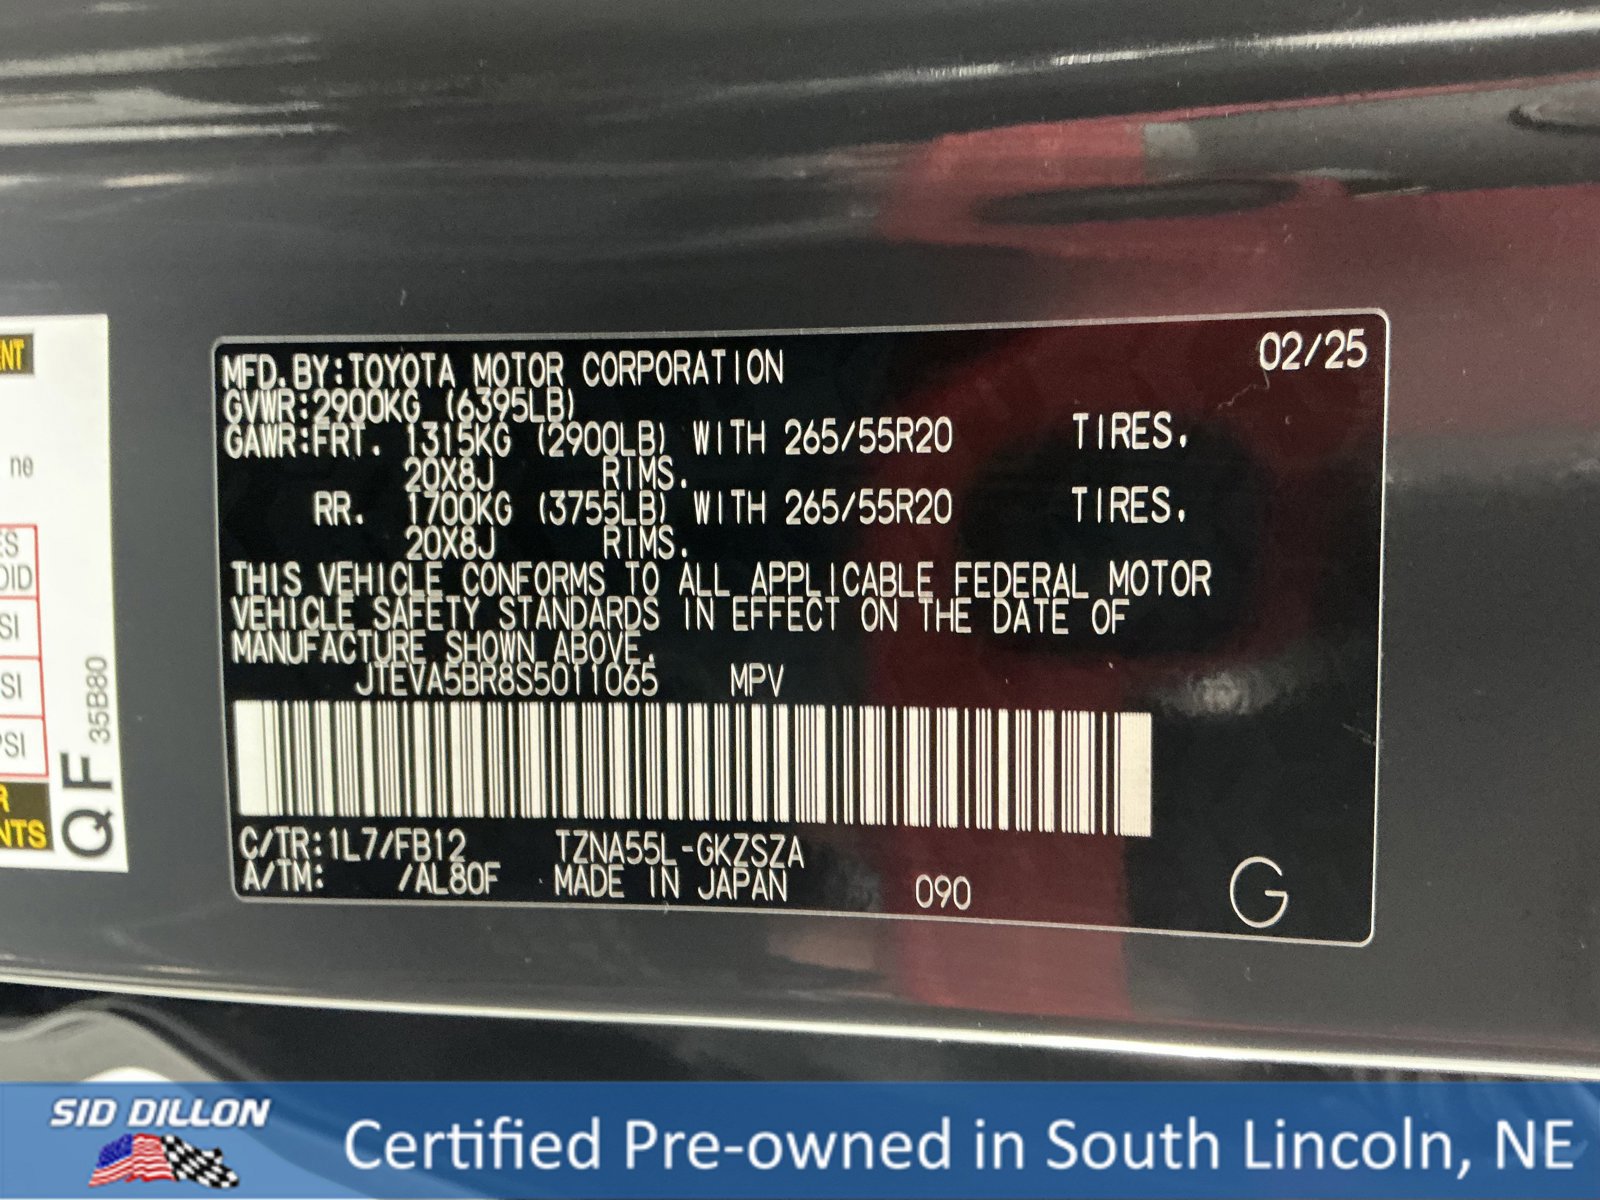 MFD.BY:TOYOTA MOTOR CORPORATION 02/25
GVWR:2900KG (6395LB)
GAWR:FRT. 1315KG (2900LB) WITH 265/55R20 TIRES.
20X8J RIMS.
RR. 1700KG (3755LB) WITH 265/55R20 TIRES.
20X8J RIMS.
THIS VEHICLE CONFORMS TO ALL APPLICABLE FEDERAL MOTOR
VEHICLE SAFETY STANDARDS IN EFFECT ON THE DATE OF
MANUFACTURE SHOWN ABOVE.
JTEVA5BR8S5011065 MPV
C/TR:1L7/FB12 TZNA55L-GKZSZA
A/TM: /AL80F MADE IN JAPAN 090 G
QF 35B80
SID DILLON
Certified Pre-owned in South Lincoln, NE